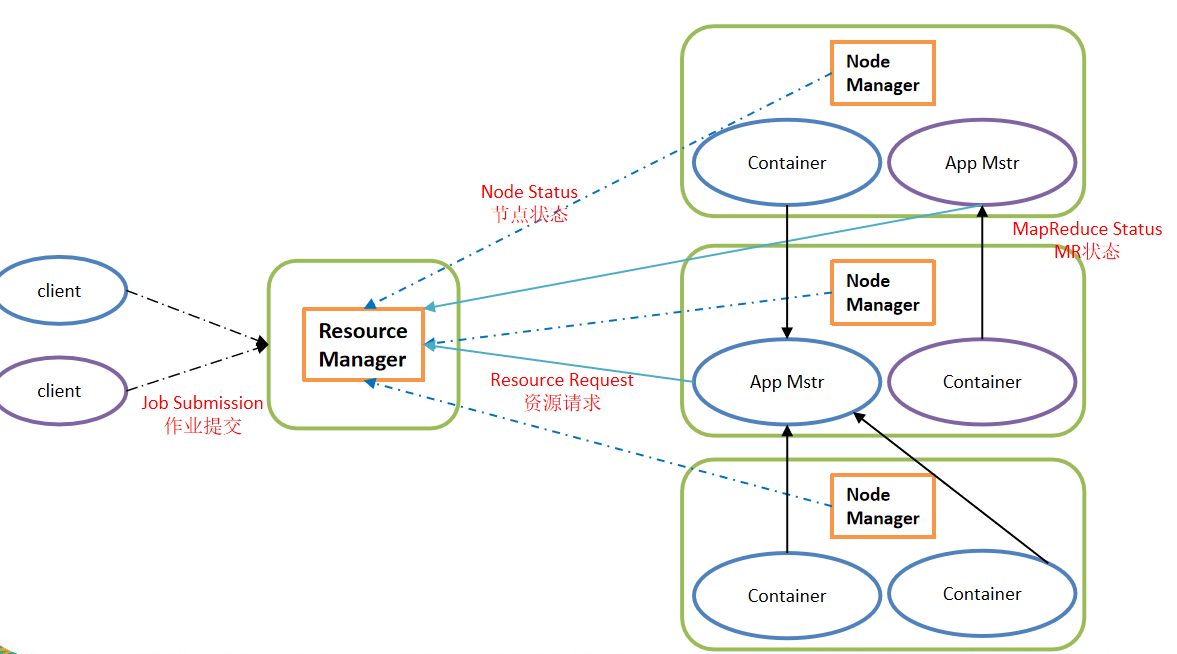 Node
Manager
Container
App Mstr
Node Status
节点状态
MapReduce Status
MR状态
client
Resource
Manager
Node
Manager
client
Job Submission
作业提交
Resource Request
资源请求
App Mstr
Container
Node
Manager
Container
Container